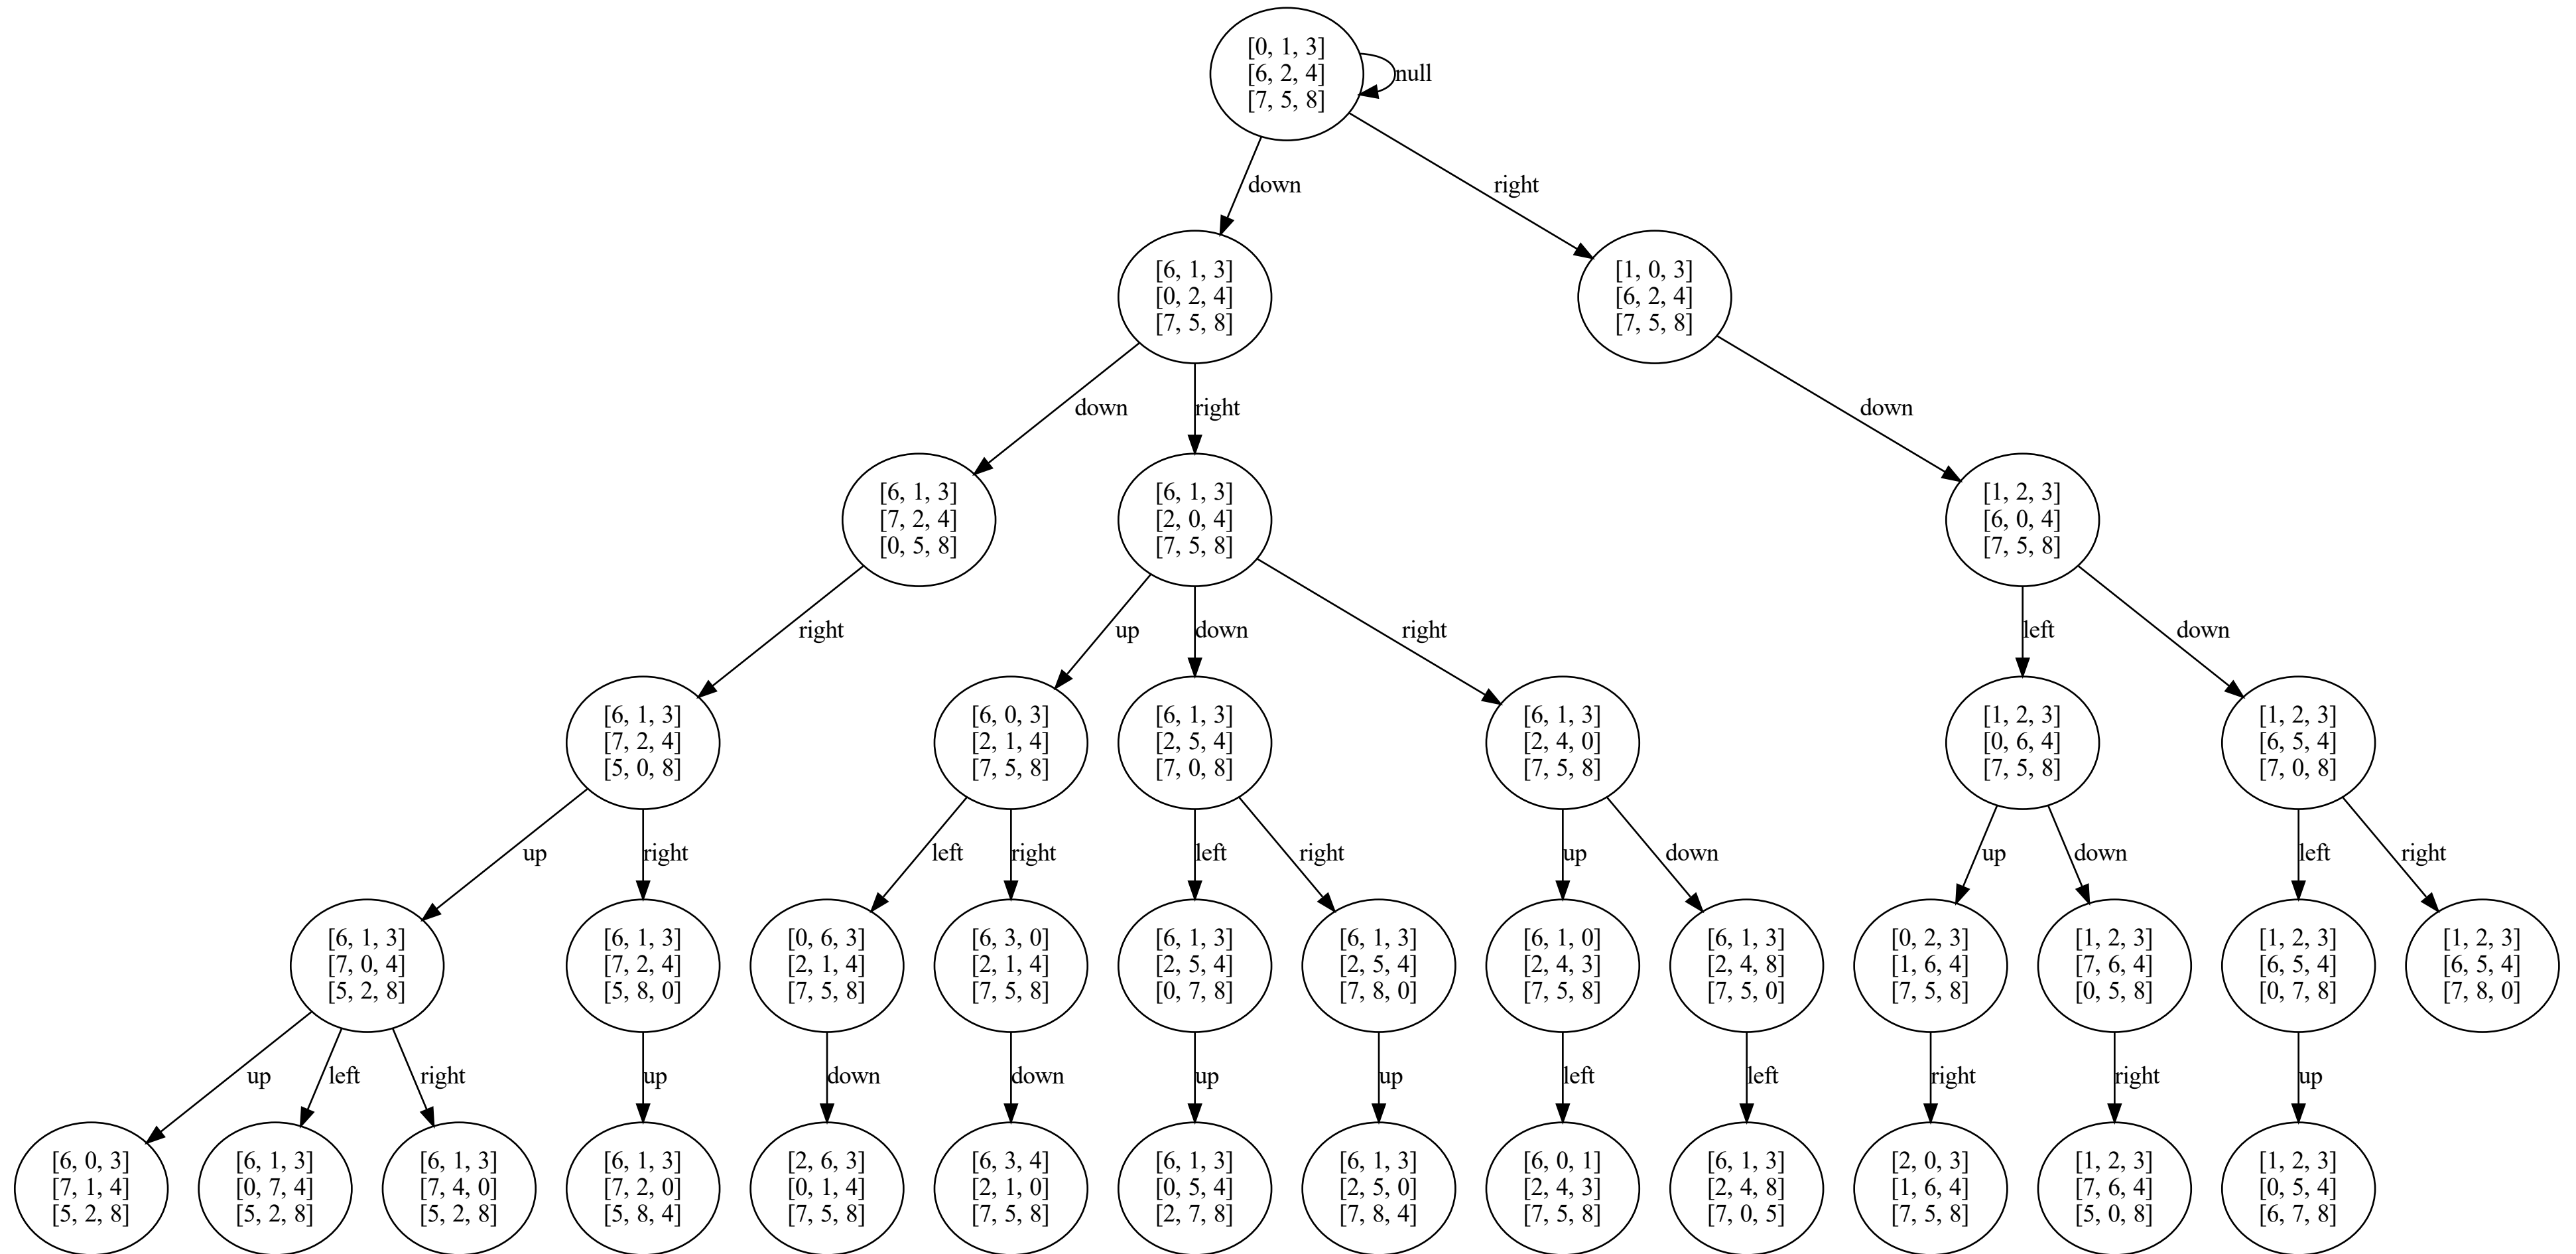 [0, 1, 3]
[6, 2, 4]
[7, 5, 8]
null
down
right
[6, 1, 3]
[0, 2, 4]
[7, 5, 8]
[1, 0, 3]
[6, 2, 4]
[7, 5, 8]
down
right
down
[6, 1, 3]
[7, 2, 4]
[0, 5, 8]
[6, 1, 3]
[2, 0, 4]
[7, 5, 8]
[1, 2, 3]
[6, 0, 4]
[7, 5, 8]
right
up
down
right
left
down
[6, 1, 3]
[7, 2, 4]
[5, 0, 8]
[6, 0, 3]
[2, 1, 4]
[7, 5, 8]
[6, 1, 3]
[2, 5, 4]
[7, 0, 8]
[6, 1, 3]
[2, 4, 0]
[7, 5, 8]
[1, 2, 3]
[0, 6, 4]
[7, 5, 8]
[1, 2, 3]
[6, 5, 4]
[7, 0, 8]
up
right
left
right
left
right
up
down
up
down
left
right
[6, 1, 3]
[7, 0, 4]
[5, 2, 8]
[6, 1, 3]
[7, 2, 4]
[5, 8, 0]
[0, 6, 3]
[2, 1, 4]
[7, 5, 8]
[6, 3, 0]
[2, 1, 4]
[7, 5, 8]
[6, 1, 3]
[2, 5, 4]
[0, 7, 8]
[6, 1, 3]
[2, 5, 4]
[7, 8, 0]
[6, 1, 0]
[2, 4, 3]
[7, 5, 8]
[6, 1, 3]
[2, 4, 8]
[7, 5, 0]
[0, 2, 3]
[1, 6, 4]
[7, 5, 8]
[1, 2, 3]
[7, 6, 4]
[0, 5, 8]
[1, 2, 3]
[6, 5, 4]
[0, 7, 8]
[1, 2, 3]
[6, 5, 4]
[7, 8, 0]
up
left
right
up
down
down
up
up
left
left
right
right
up
[6, 0, 3]
[7, 1, 4]
[5, 2, 8]
[6, 1, 3]
[0, 7, 4]
[5, 2, 8]
[6, 1, 3]
[7, 4, 0]
[5, 2, 8]
[6, 1, 3]
[7, 2, 0]
[5, 8, 4]
[2, 6, 3]
[0, 1, 4]
[7, 5, 8]
[6, 3, 4]
[2, 1, 0]
[7, 5, 8]
[6, 1, 3]
[0, 5, 4]
[2, 7, 8]
[6, 1, 3]
[2, 5, 0]
[7, 8, 4]
[6, 0, 1]
[2, 4, 3]
[7, 5, 8]
[6, 1, 3]
[2, 4, 8]
[7, 0, 5]
[2, 0, 3]
[1, 6, 4]
[7, 5, 8]
[1, 2, 3]
[7, 6, 4]
[5, 0, 8]
[1, 2, 3]
[0, 5, 4]
[6, 7, 8]